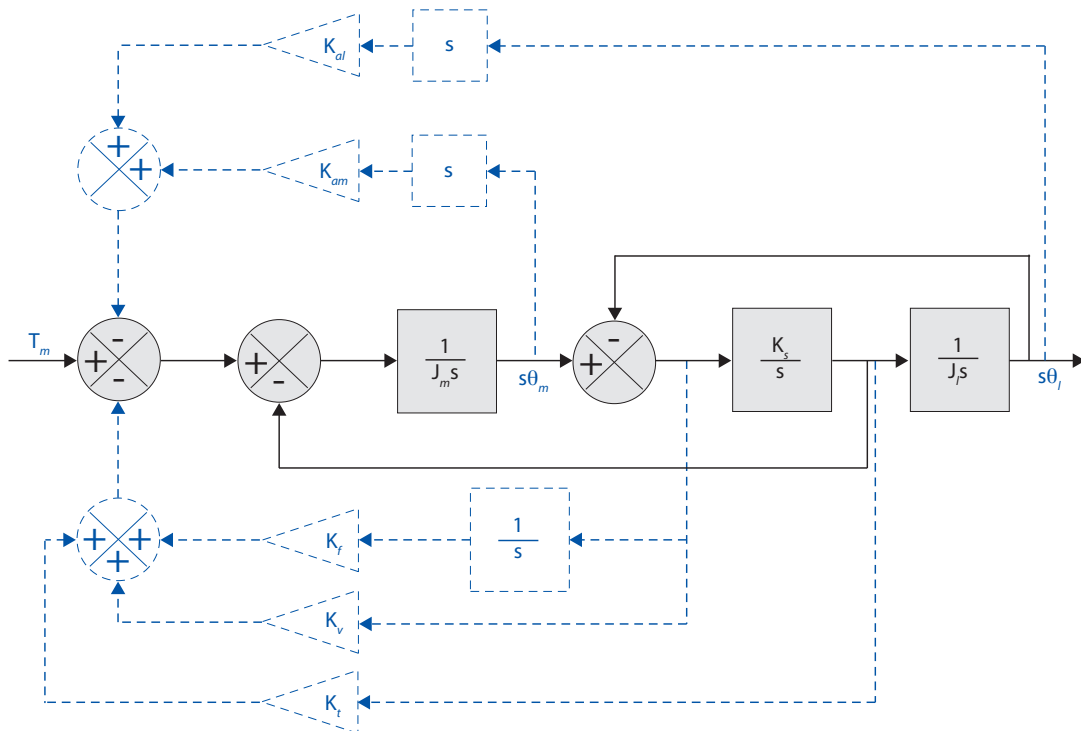 K_al
s
+
+
K_am
s
T_m
+
-
-
+
-
1
J_m s
sθ_m
+
-
K_s
s
1
J_l s
sθ_l
+
+
+
K_f
1
s
K_v
K_t